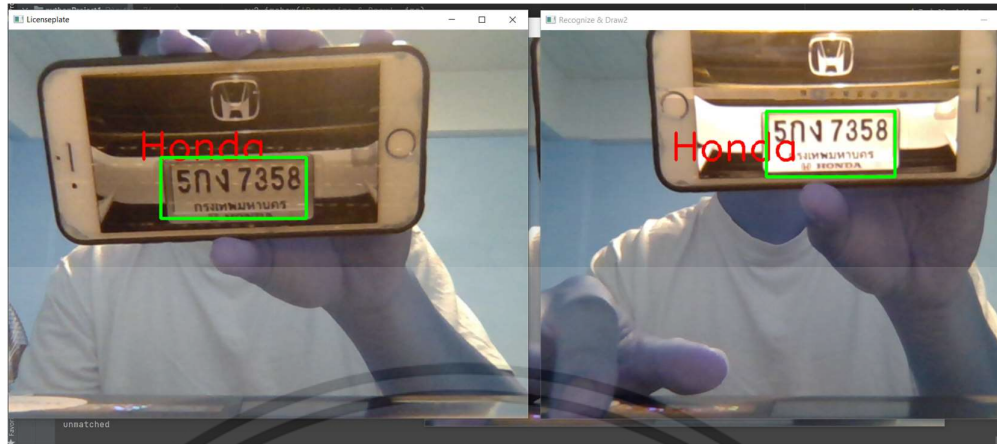 Licenseplate
Honda
5กง 7358
กรุงเทพมหานคร
Recognize & Draw2
Honda
5กง 7358
กรุงเทพมหานคร
HONDA
unmatched